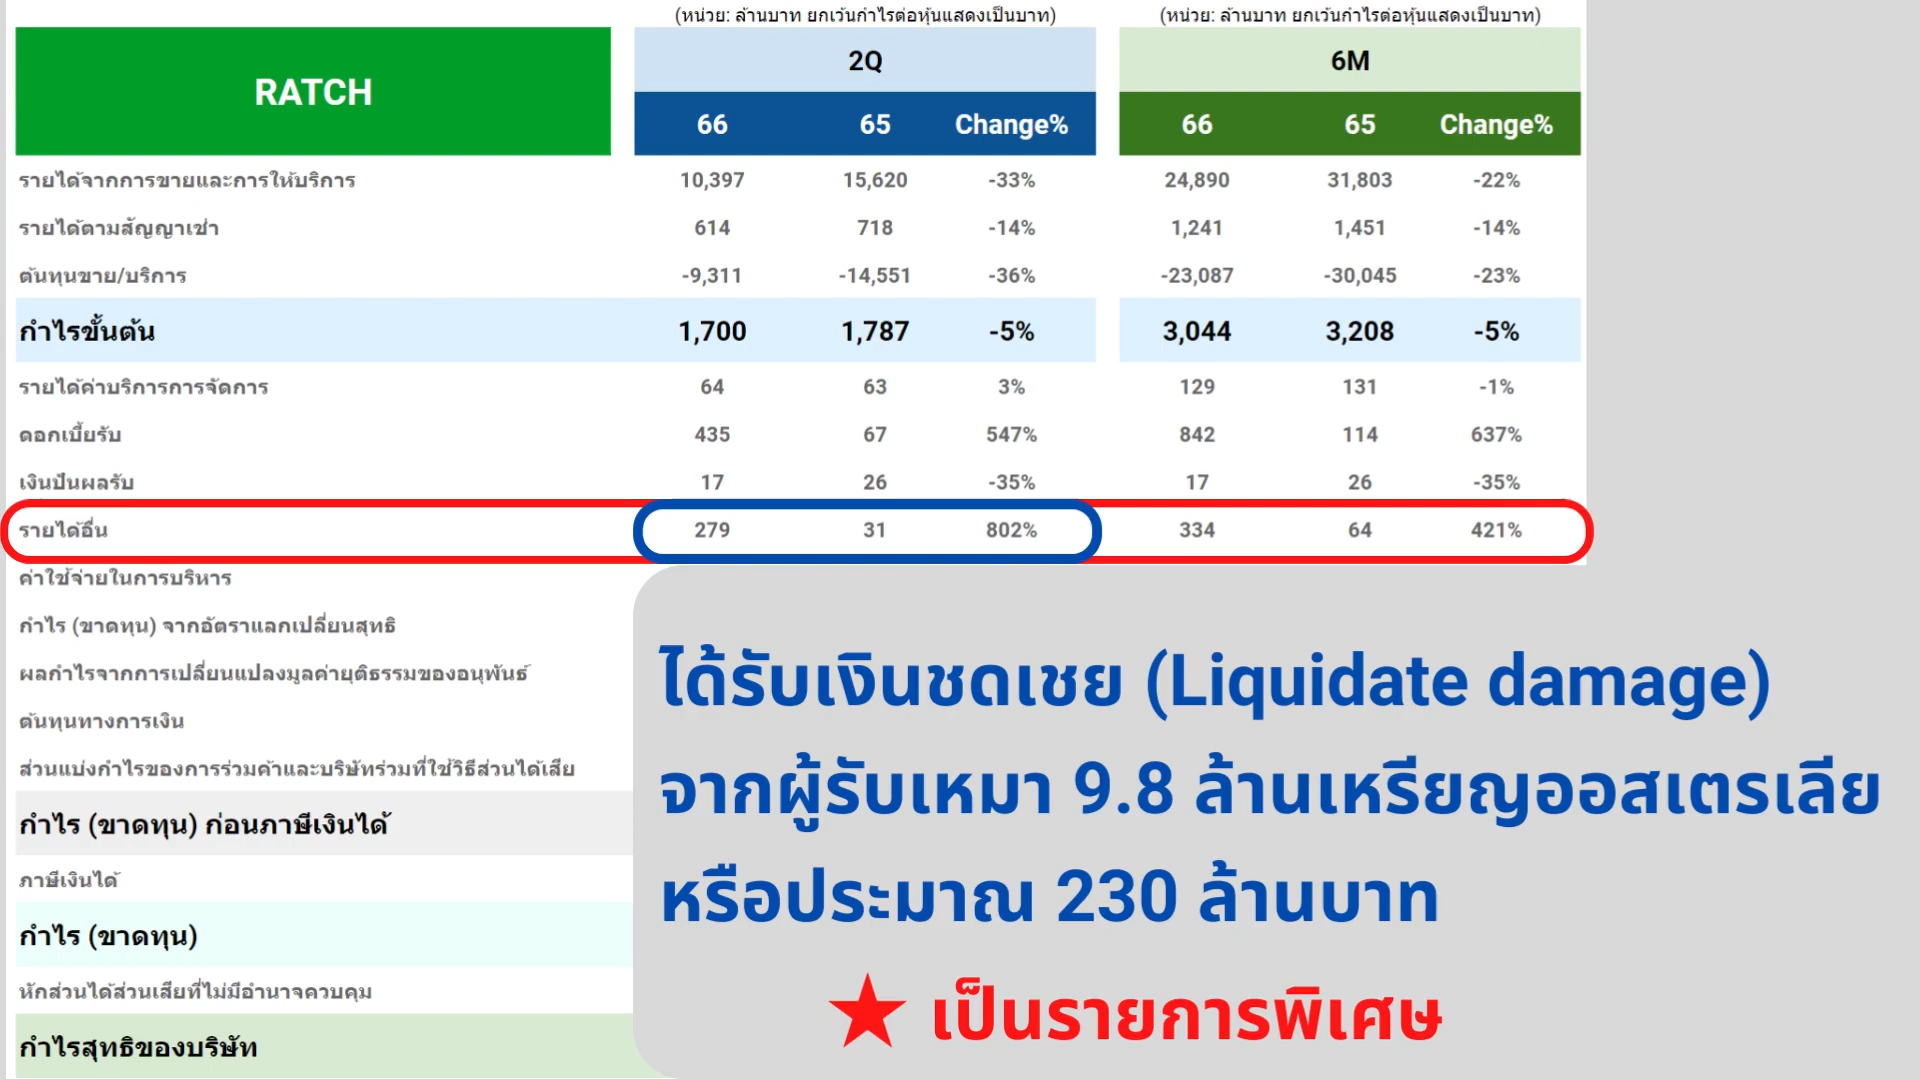 (หน่วย: ล้านบาท ยกเว้นกำไรต่อหุ้นแสดงเป็นบาท) (หน่วย: ล้านบาท ยกเว้นกำไรต่อหุ้นแสดงเป็นบาท)
RATCH 2Q 6M
66 65 Change% 66 65 Change%
รายได้จากการขายและการให้บริการ 10,397 15,620 -33% 24,890 31,803 -22%
รายได้ตามสัญญาเช่า 614 718 -14% 1,241 1,451 -14%
ต้นทุนขาย/บริการ -9,311 -14,551 -36% -23,087 -30,045 -23%
กำไรขั้นต้น 1,700 1,787 -5% 3,044 3,208 -5%
รายได้ค่าบริการการจัดการ 64 63 3% 129 131 -1%
ดอกเบี้ยรับ 435 67 547% 842 114 637%
เงินปันผลรับ 17 26 -35% 17 26 -35%
รายได้อื่น 279 31 802% 334 64 421%
ค่าใช้จ่ายในการบริหาร
กำไร (ขาดทุน) จากอัตราแลกเปลี่ยนสุทธิ
ผลกำไรจากการเปลี่ยนแปลงมูลค่ายุติธรรมของอนุพันธ์
ต้นทุนทางการเงิน
ส่วนแบ่งกำไรของการร่วมค้าและบริษัทร่วมที่ใช้วิธีส่วนได้เสีย
กำไร (ขาดทุน) ก่อนภาษีเงินได้
ภาษีเงินได้
กำไร (ขาดทุน)
หักส่วนได้ส่วนเสียที่ไม่มีอำนาจควบคุม
กำไรสุทธิของบริษัท
ได้รับเงินชดเชย (Liquidate damage)
จากผู้รับเหมา 9.8 ล้านเหรียญออสเตรเลีย
หรือประมาณ 230 ล้านบาท
★ เป็นรายการพิเศษ